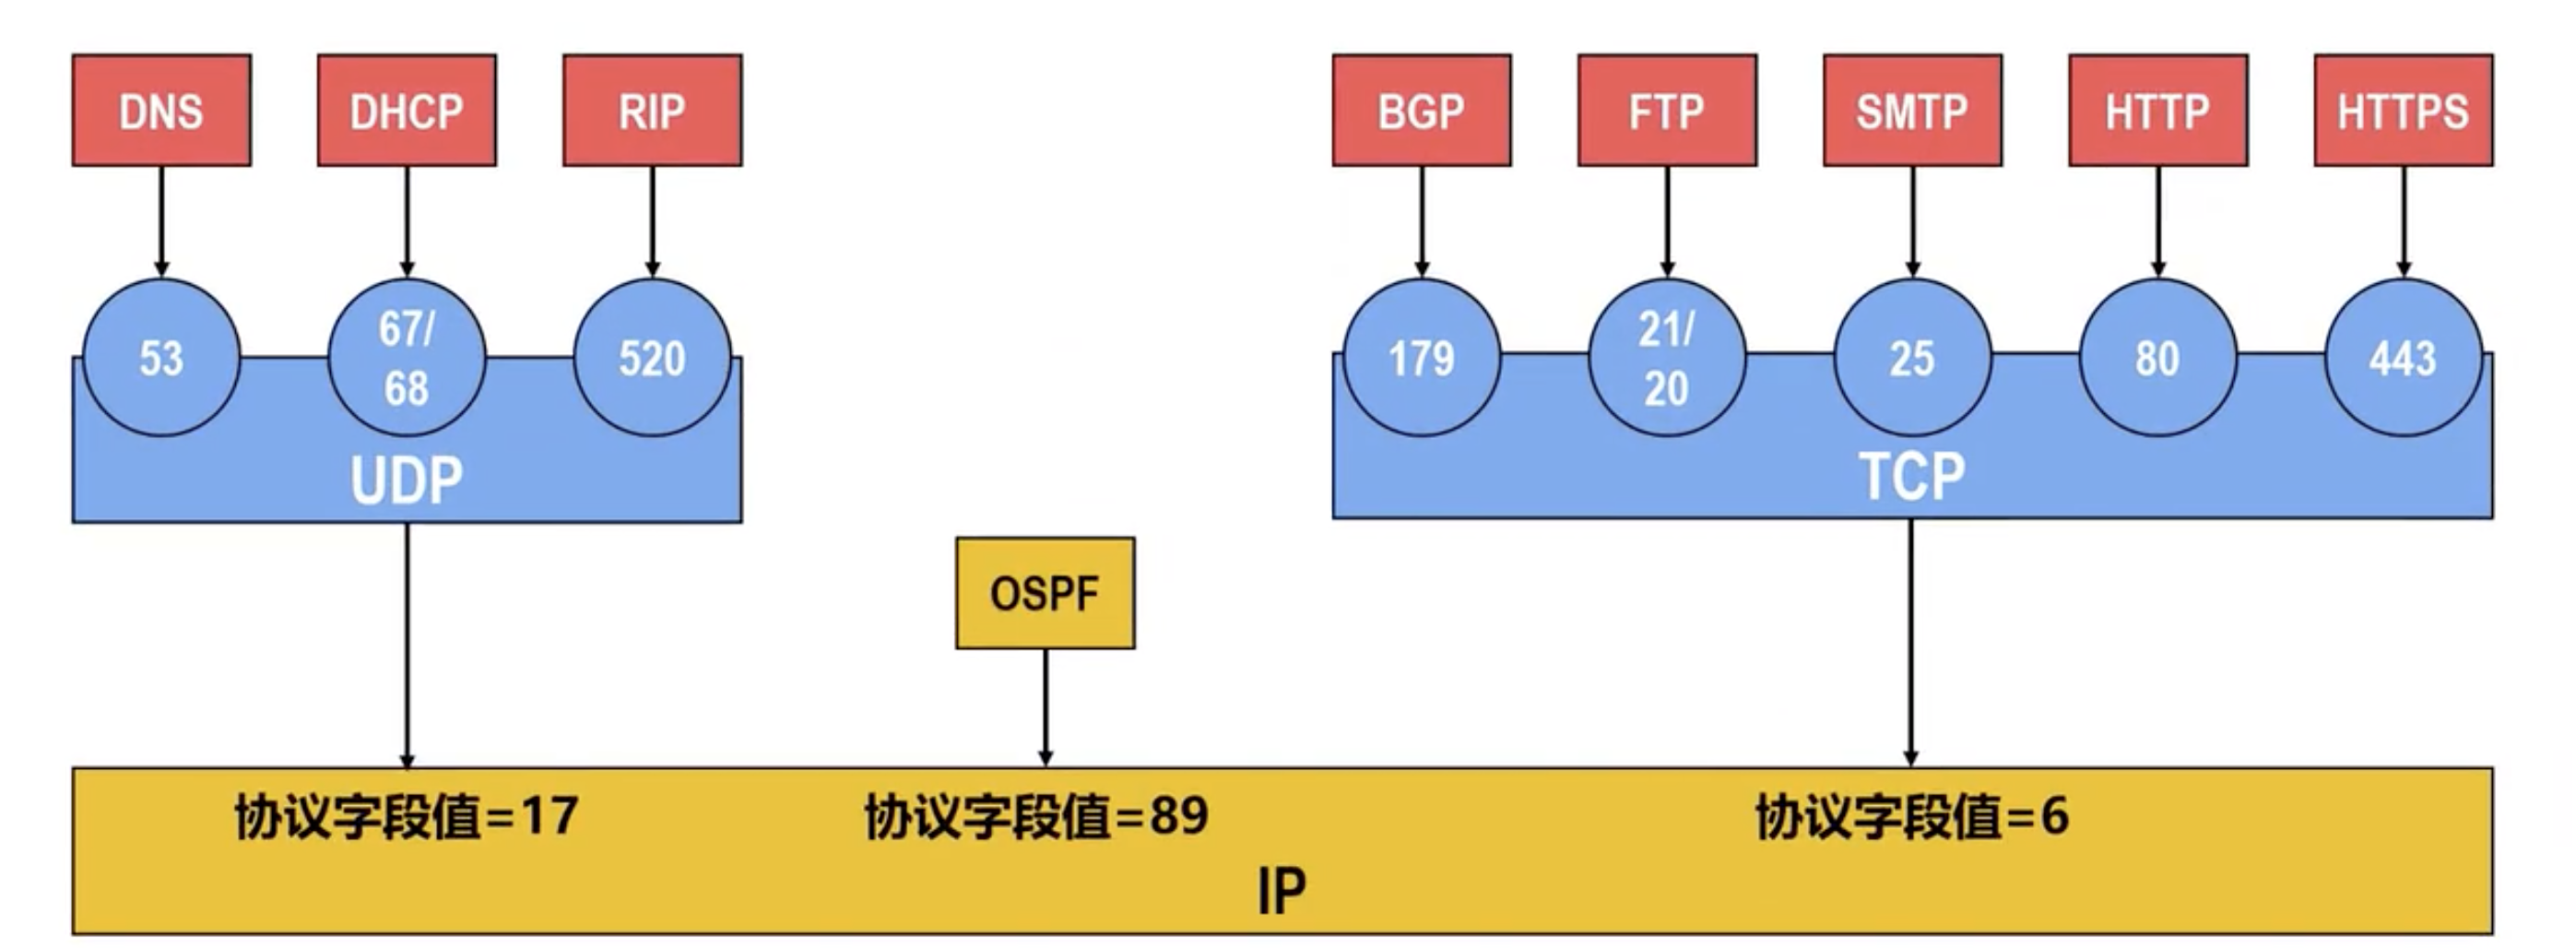 DNS
DHCP
RIP
BGP
FTP
SMTP
HTTP
HTTPS
53
67/
68
520
179
21/
20
25
80
443
UDP
TCP
OSPF
协议字段值=17
协议字段值=89
协议字段值=6
IP